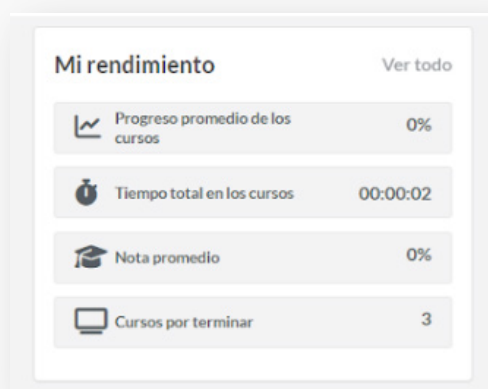 Mi rendimiento Ver todo
Progreso promedio de los
cursos 0%
Tiempo total en los cursos 00:00:02
Nota promedio 0%
Cursos por terminar 3